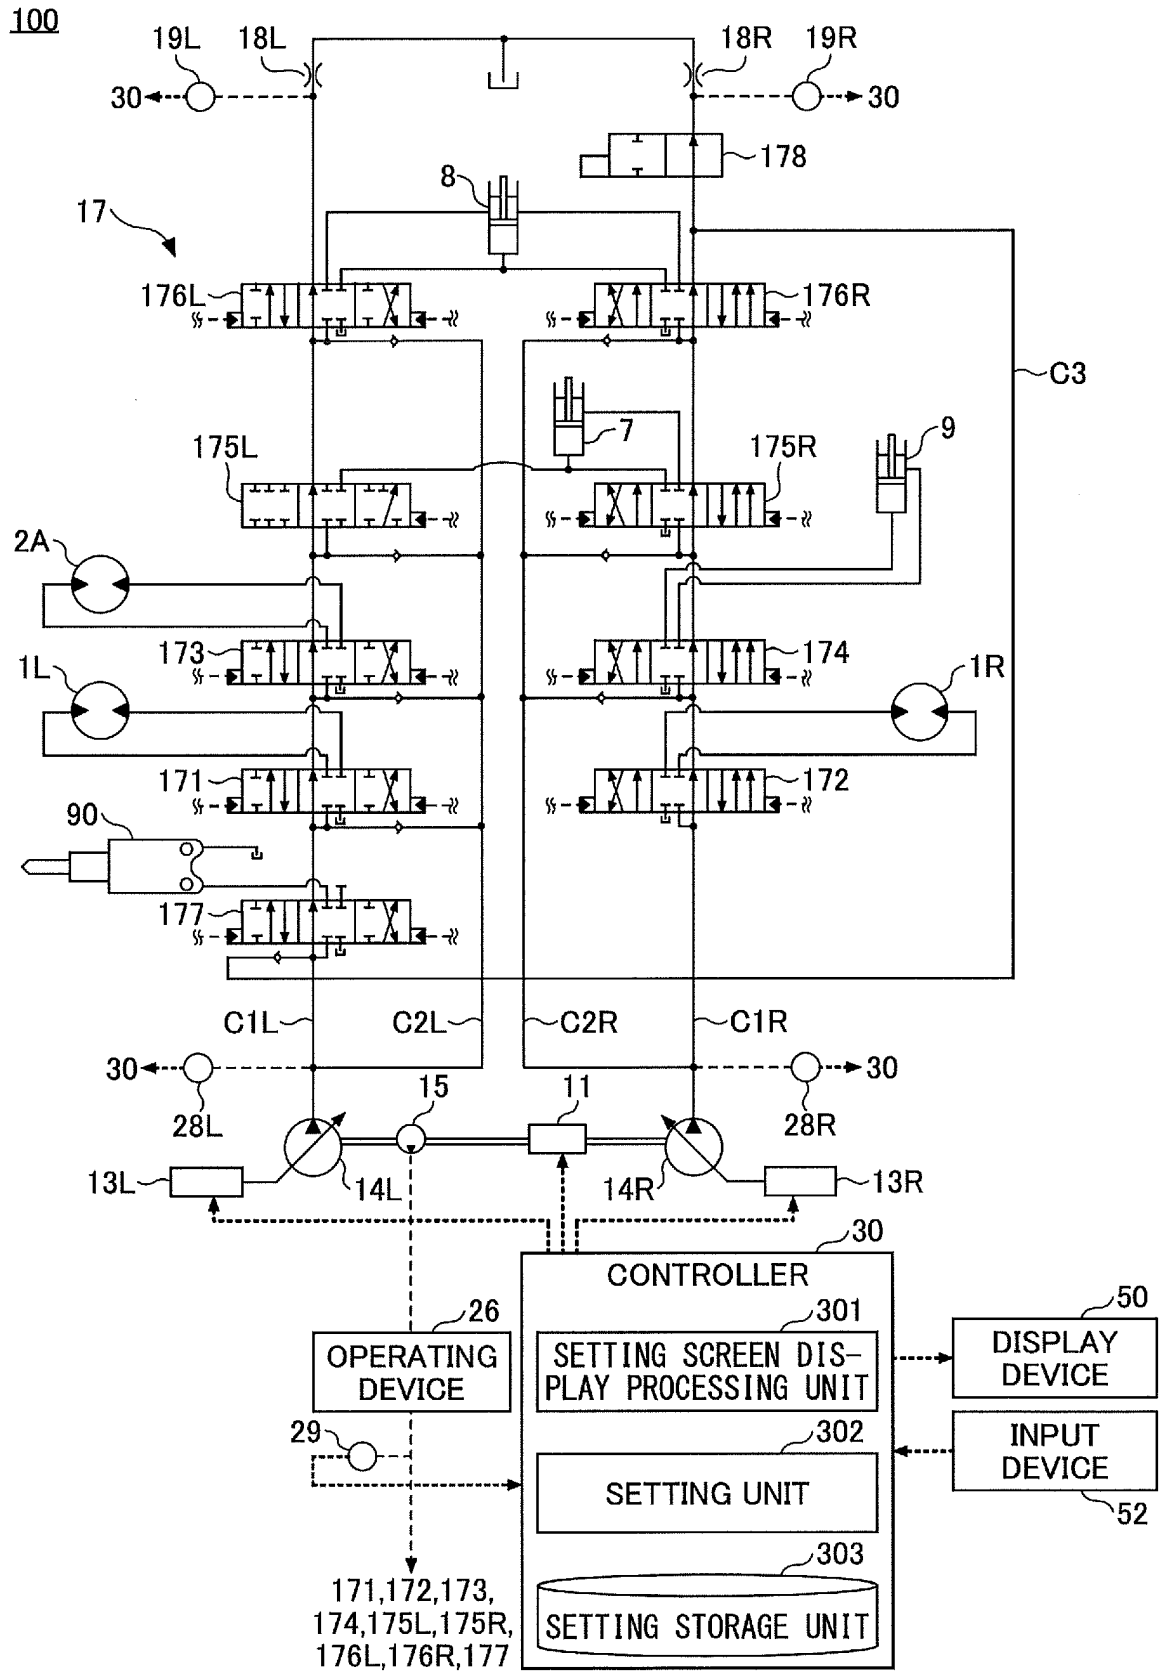 100
19L
18L
18R
19R
30
30
178
8
17
176L
176R
C3
7
9
175L
175R
2A
173
174
1L
1R
171
172
90
177
C1L
C2L
C2R
C1R
30
30
28L
15
11
28R
13L
14L
14R
13R
30
CONTROLLER
26
301
50
OPERATING
DEVICE
SETTING SCREEN DIS-
PLAY PROCESSING UNIT
DISPLAY
DEVICE
29
302
INPUT
DEVICE
SETTING UNIT
52
303
171,172,173,
174,175L,175R,
176L,176R,177
SETTING STORAGE UNIT